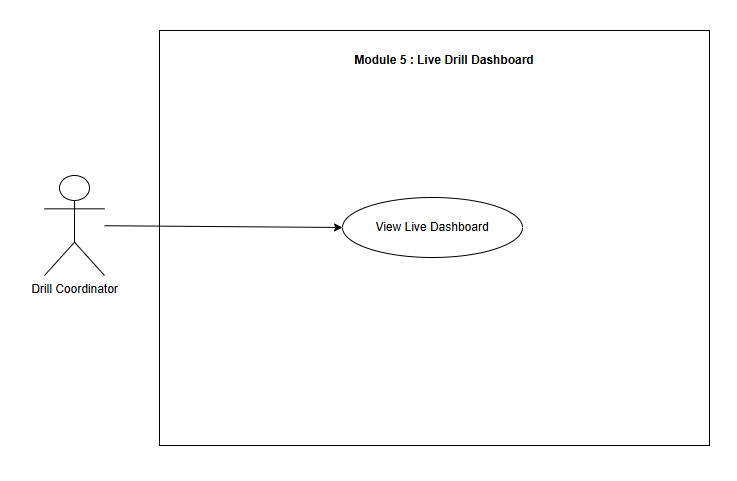 Module 5 : Live Drill Dashboard
View Live Dashboard
Drill Coordinator